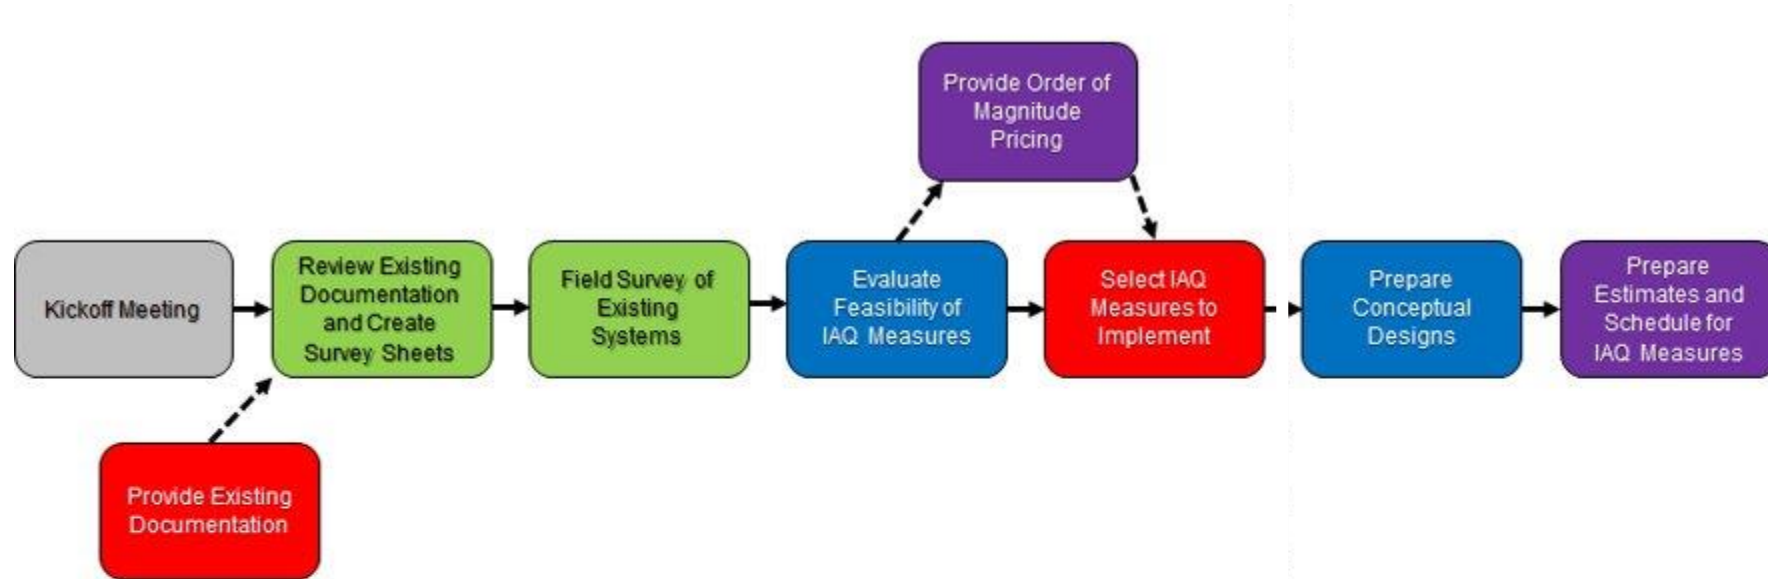 Provide Order of
Magnitude
Pricing
Kickoff Meeting
Review Existing
Documentation
and Create
Survey Sheets
Field Survey of
Existing
Systems
Evaluate
Feasibility of
IAQ Measures
Select IAQ
Measures to
Implement
Prepare
Conceptual
Designs
Prepare
Estimates and
Schedule for
IAQ Measures
Provide Existing
Documentation